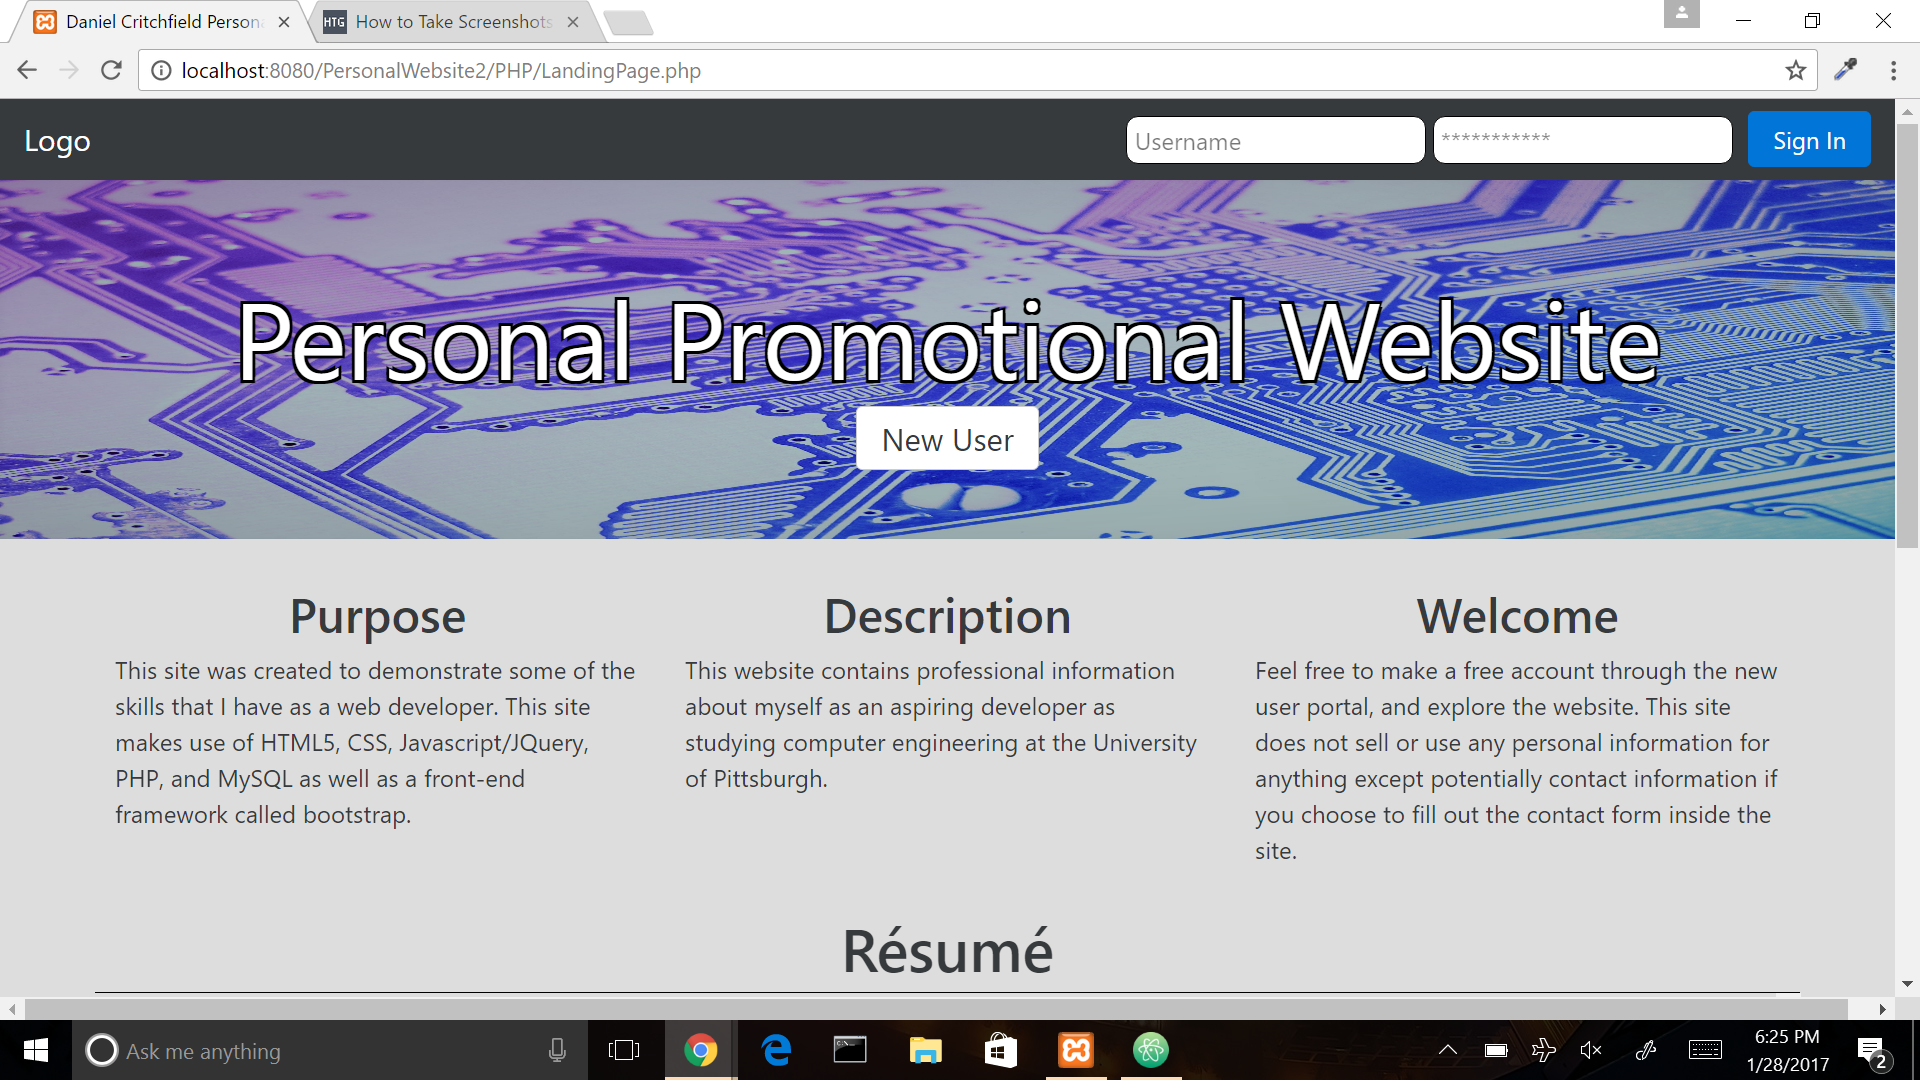 Daniel Critchfield Persona
HTG How to Take Screenshots
localhost:8080/PersonalWebsite2/PHP/LandingPage.php
Logo
Username
***********
Sign In
Personal Promotional Website
New User
Purpose
This site was created to demonstrate some of the
skills that I have as a web developer. This site
makes use of HTML5, CSS, Javascript/JQuery,
PHP, and MySQL as well as a front-end
framework called bootstrap.
Description
This website contains professional information
about myself as an aspiring developer as
studying computer engineering at the University
of Pittsburgh.
Welcome
Feel free to make a free account through the new
user portal, and explore the website. This site
does not sell or use any personal information for
anything except potentially contact information if
you choose to fill out the contact form inside the
site.
Résumé
Ask me anything
6:25 PM
1/28/2017
2